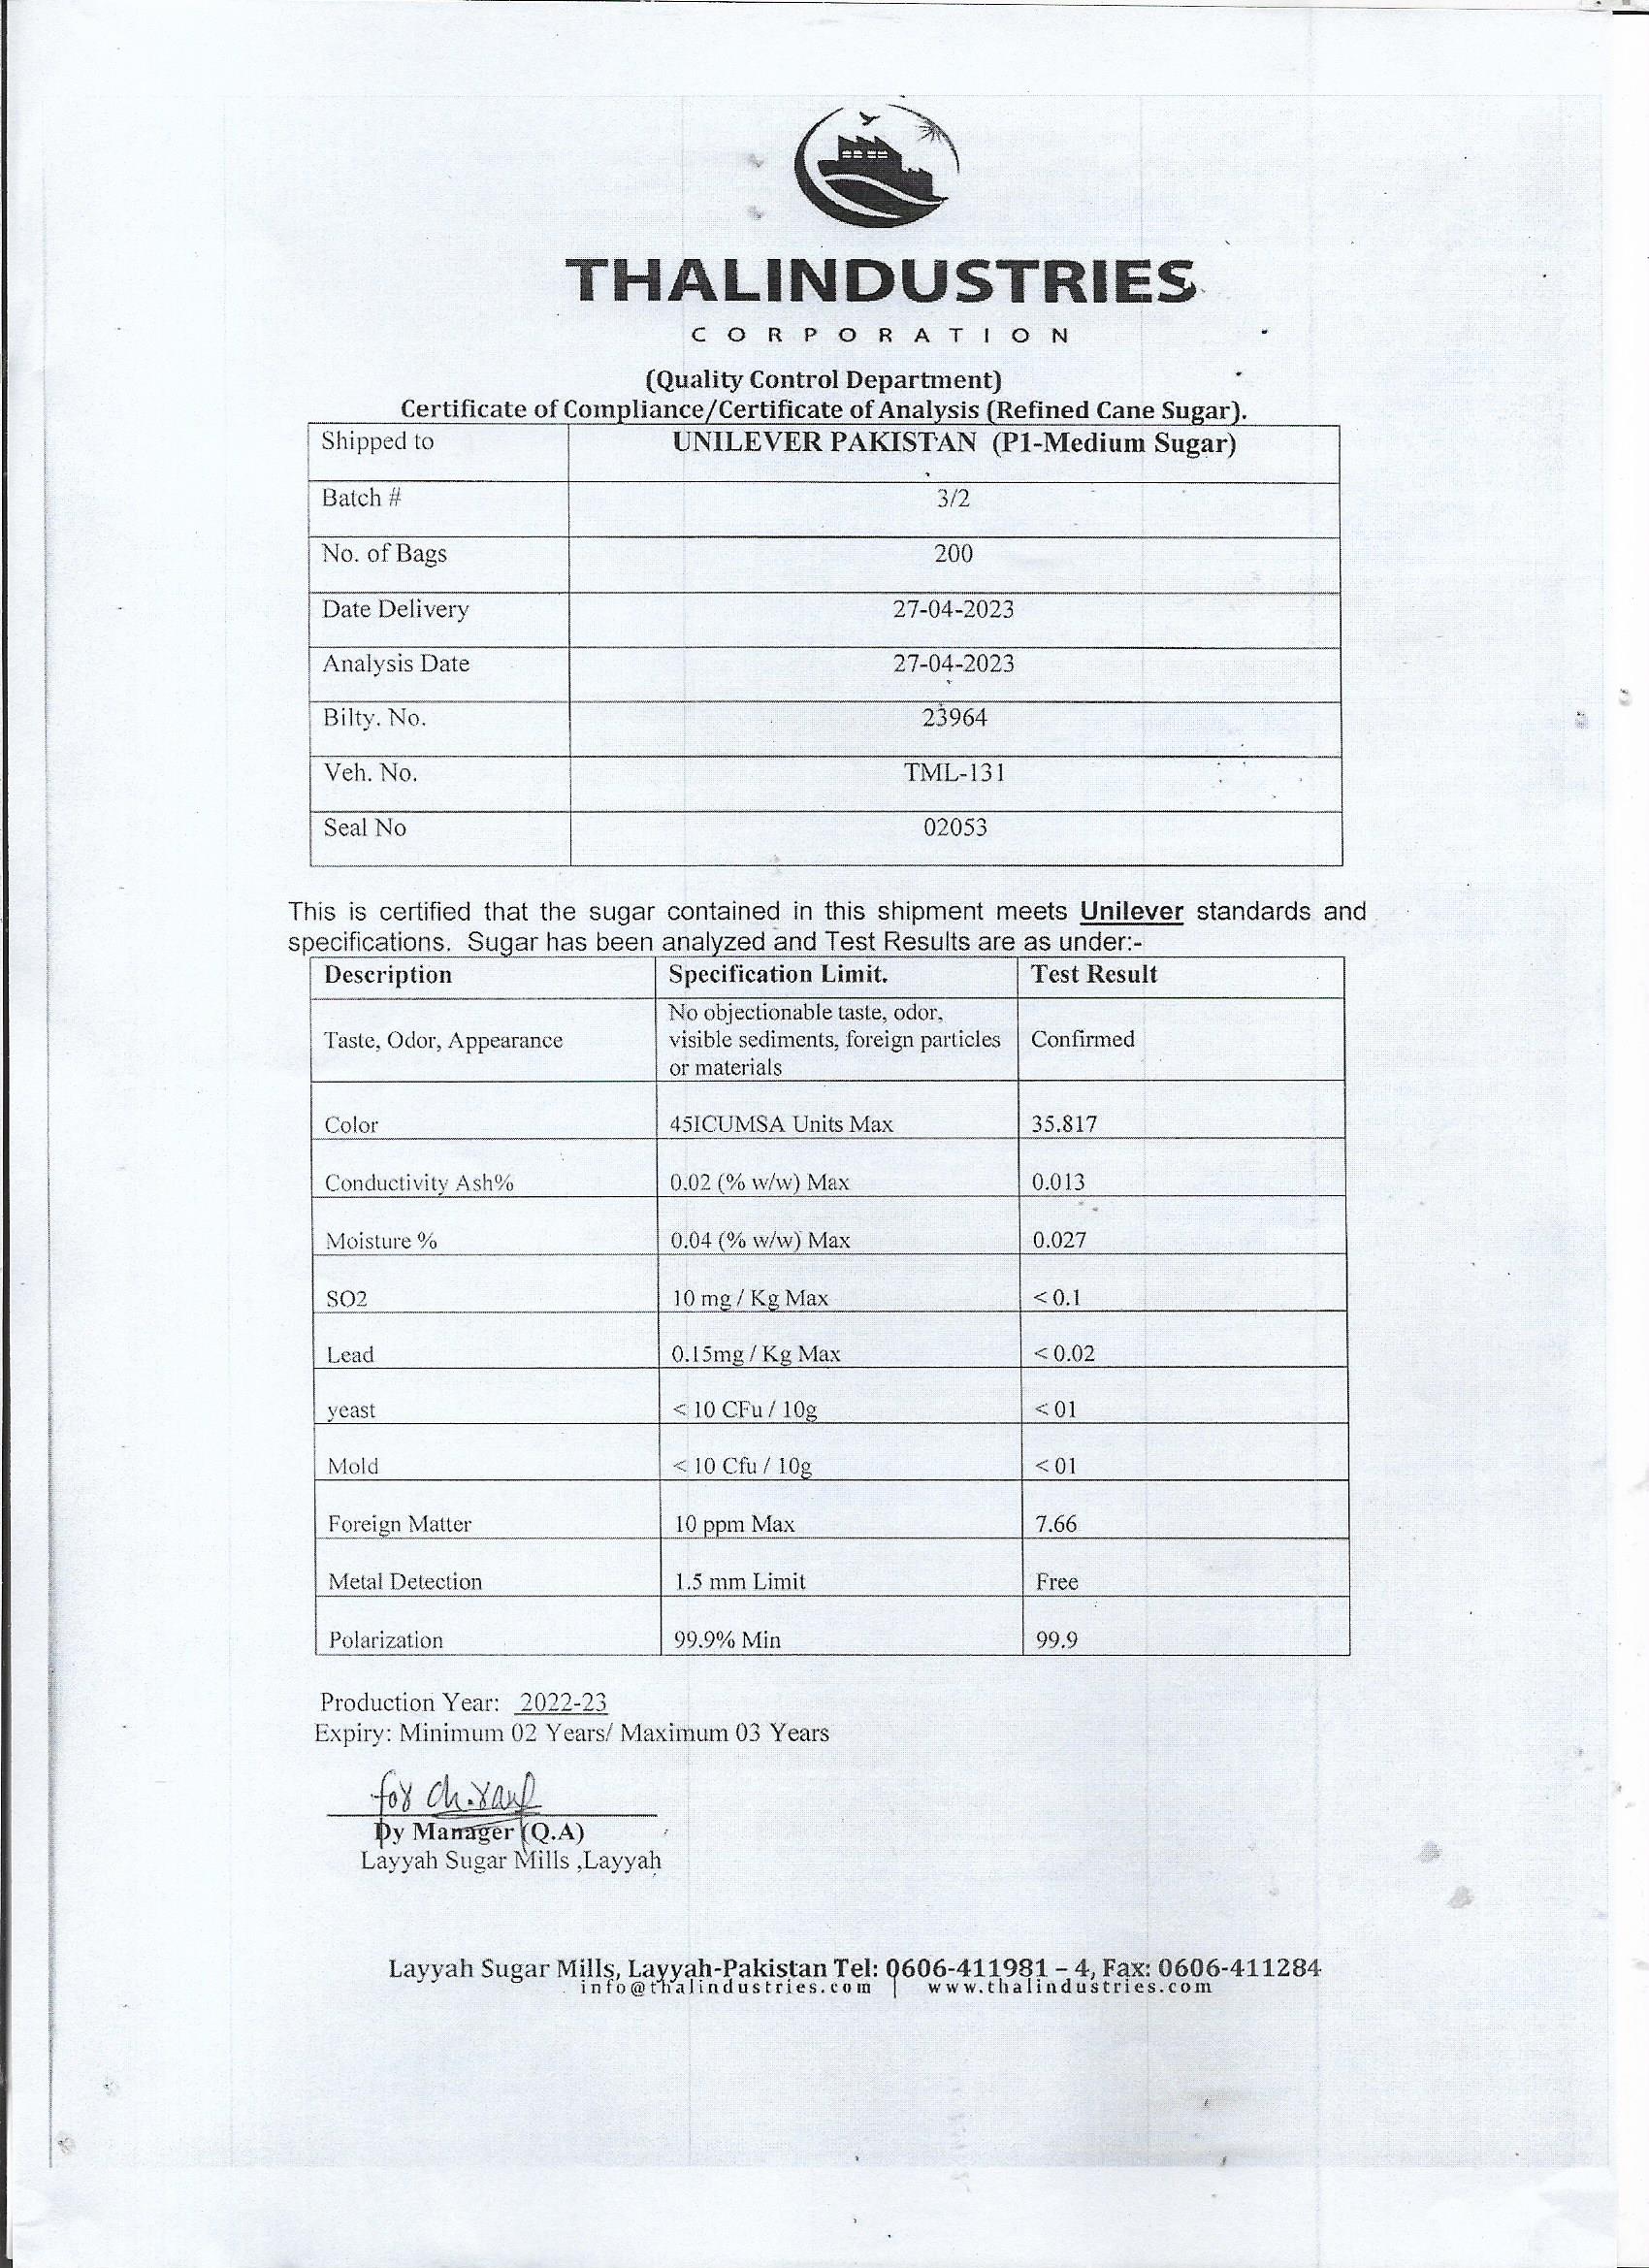 THALINDUSTRIES
CORPORATION
(Quality Control Department)
Certificate of Compliance/Certificate of Analysis (Refined Cane Sugar).
Shipped to UNILEVER PAKISTAN (P1-Medium Sugar)
Batch # 3/2
No. of Bags 200
Date Delivery 27-04-2023
Analysis Date 27-04-2023
Bilty. No. 23964
Veh. No. TML-131
Seal No 02053
This is certified that the sugar contained in this shipment meets Unilever standards and
specifications. Sugar has been analyzed and Test Results are as under:-
Description Specification Limit. Test Result
Taste, Odor, Appearance No objectionable taste, odor,
visible sediments, foreign particles Confirmed
or materials
Color 45ICUMSA Units Max 35.817
Conductivity Ash% 0.02 (% w/w) Max 0.013
Moisture % 0.04 (% w/w) Max 0.027
SO2 10 mg / Kg Max < 0.1
Lead 0.15mg / Kg Max < 0.02
yeast < 10 CFu / 10g < 01
Mold < 10 Cfu / 10g < 01
Foreign Matter 10 ppm Max 7.66
Metal Detection 1.5 mm Limit Free
Polarization 99.9% Min 99.9
Production Year: 2022-23
Expiry: Minimum 02 Years/ Maximum 03 Years
for Ch. rauf
Dy Manager (Q.A)
Layyah Sugar Mills ,Layyah
Layyah Sugar Mills, Layyah-Pakistan Tel: 0606-411981 – 4, Fax: 0606-411284
info@thalindustries.com | www.thalindustries.com